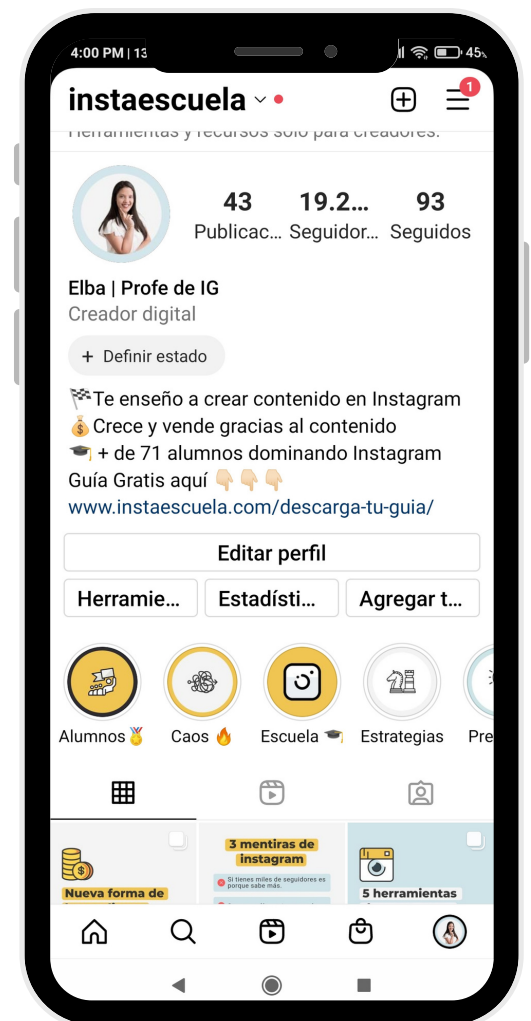 4:00 PM | 13
45%
instaescuela
1
Herramientas y recursos solo para creadores.
43 19.2... 93
Publicac... Seguidor... Seguidos
Elba | Profe de IG
Creador digital
+ Definir estado
🏁Te enseño a crear contenido en Instagram
💰Crece y vende gracias al contenido
🎓 + de 71 alumnos dominando Instagram
Guía Gratis aquí 👇🏻👇🏻👇🏻
www.instaescuela.com/descarga-tu-guia/
Editar perfil
Herramie... Estadísti... Agregar t...
Alumnos🏅 Caos 🔥 Escuela 🎓 Estrategias Pre
3 mentiras de
instagram
Si tienes miles de seguidores es
porque sabe más.
Nueva forma de
5 herramientas